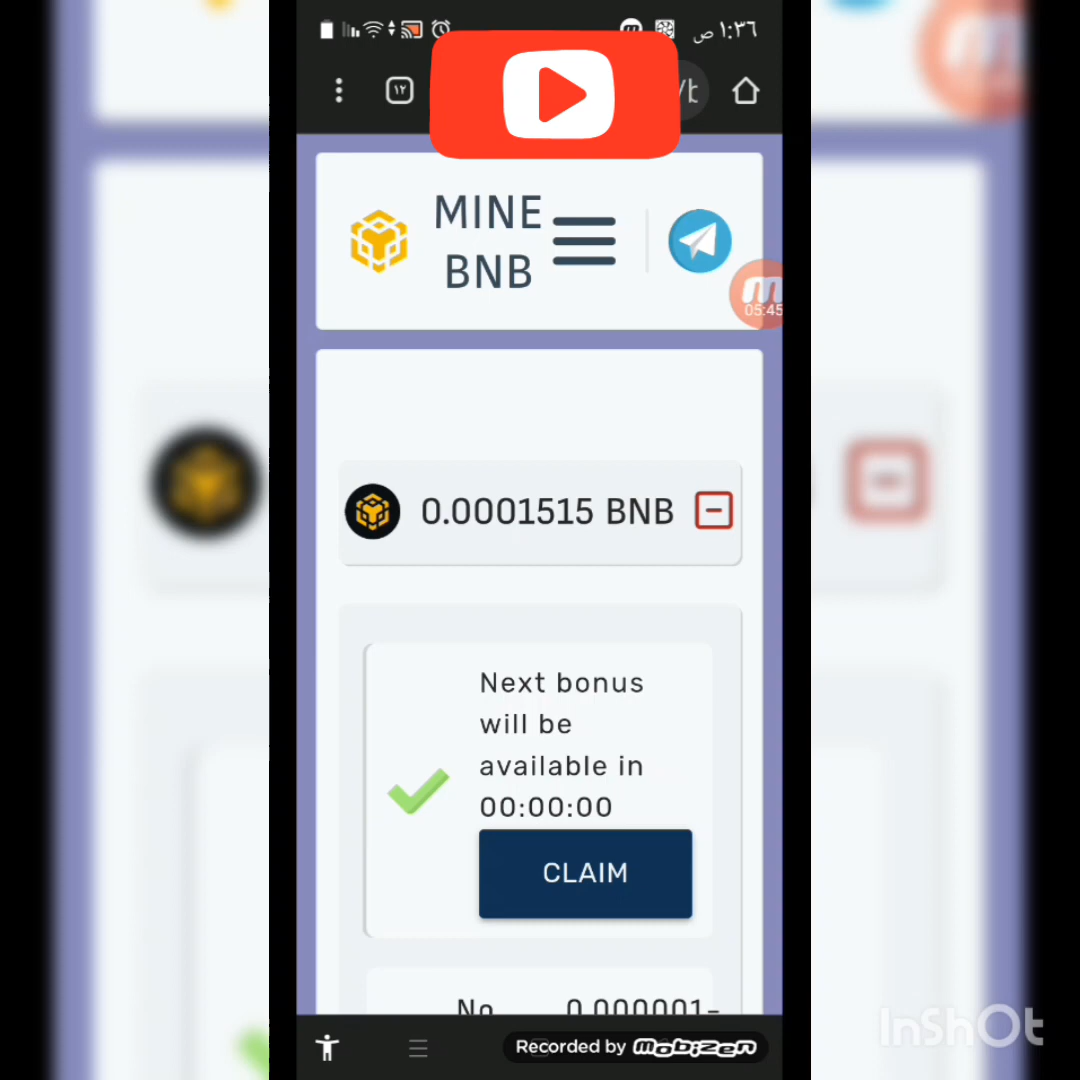 ١:٣٦ ص
١٢
/t
MINE
BNB
05:45
0.0001515 BNB
Next bonus
will be
available in
00:00:00
CLAIM
No 0.000001-
Recorded by mobizen
InShOt